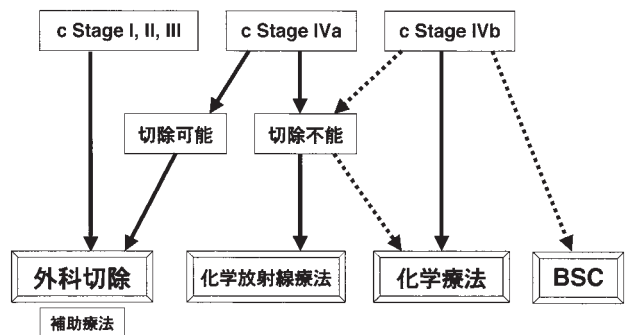 c Stage I, II, III
c Stage IVa
c Stage IVb
切除可能
切除不能
外科切除
化学放射線療法
化学療法
BSC
補助療法